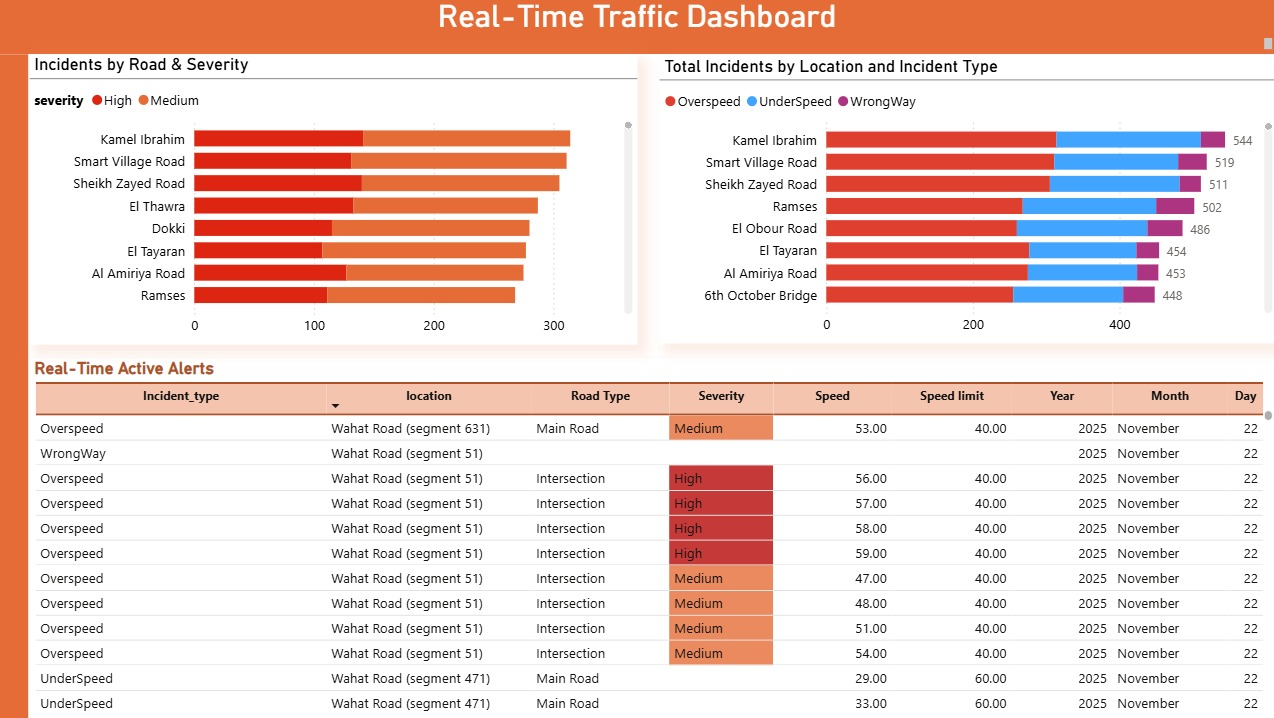 Real-Time Traffic Dashboard
Incidents by Road & Severity
severity High Medium
Kamel Ibrahim
Smart Village Road
Sheikh Zayed Road
El Thawra
Dokki
El Tayaran
Al Amiriya Road
Ramses
0 100 200 300
Total Incidents by Location and Incident Type
Overspeed UnderSpeed WrongWay
Kamel Ibrahim 544
Smart Village Road 519
Sheikh Zayed Road 511
Ramses 502
El Obour Road 486
El Tayaran 454
Al Amiriya Road 453
6th October Bridge 448
0 200 400
Real-Time Active Alerts
Incident_type location Road Type Severity Speed Speed limit Year Month Day
Overspeed Wahat Road (segment 631) Main Road Medium 53.00 40.00 2025 November 22
WrongWay Wahat Road (segment 51) 2025 November 22
Overspeed Wahat Road (segment 51) Intersection High 56.00 40.00 2025 November 22
Overspeed Wahat Road (segment 51) Intersection High 57.00 40.00 2025 November 22
Overspeed Wahat Road (segment 51) Intersection High 58.00 40.00 2025 November 22
Overspeed Wahat Road (segment 51) Intersection High 59.00 40.00 2025 November 22
Overspeed Wahat Road (segment 51) Intersection Medium 47.00 40.00 2025 November 22
Overspeed Wahat Road (segment 51) Intersection Medium 48.00 40.00 2025 November 22
Overspeed Wahat Road (segment 51) Intersection Medium 51.00 40.00 2025 November 22
Overspeed Wahat Road (segment 51) Intersection Medium 54.00 40.00 2025 November 22
UnderSpeed Wahat Road (segment 471) Main Road 29.00 60.00 2025 November 22
UnderSpeed Wahat Road (segment 471) Main Road 33.00 60.00 2025 November 22